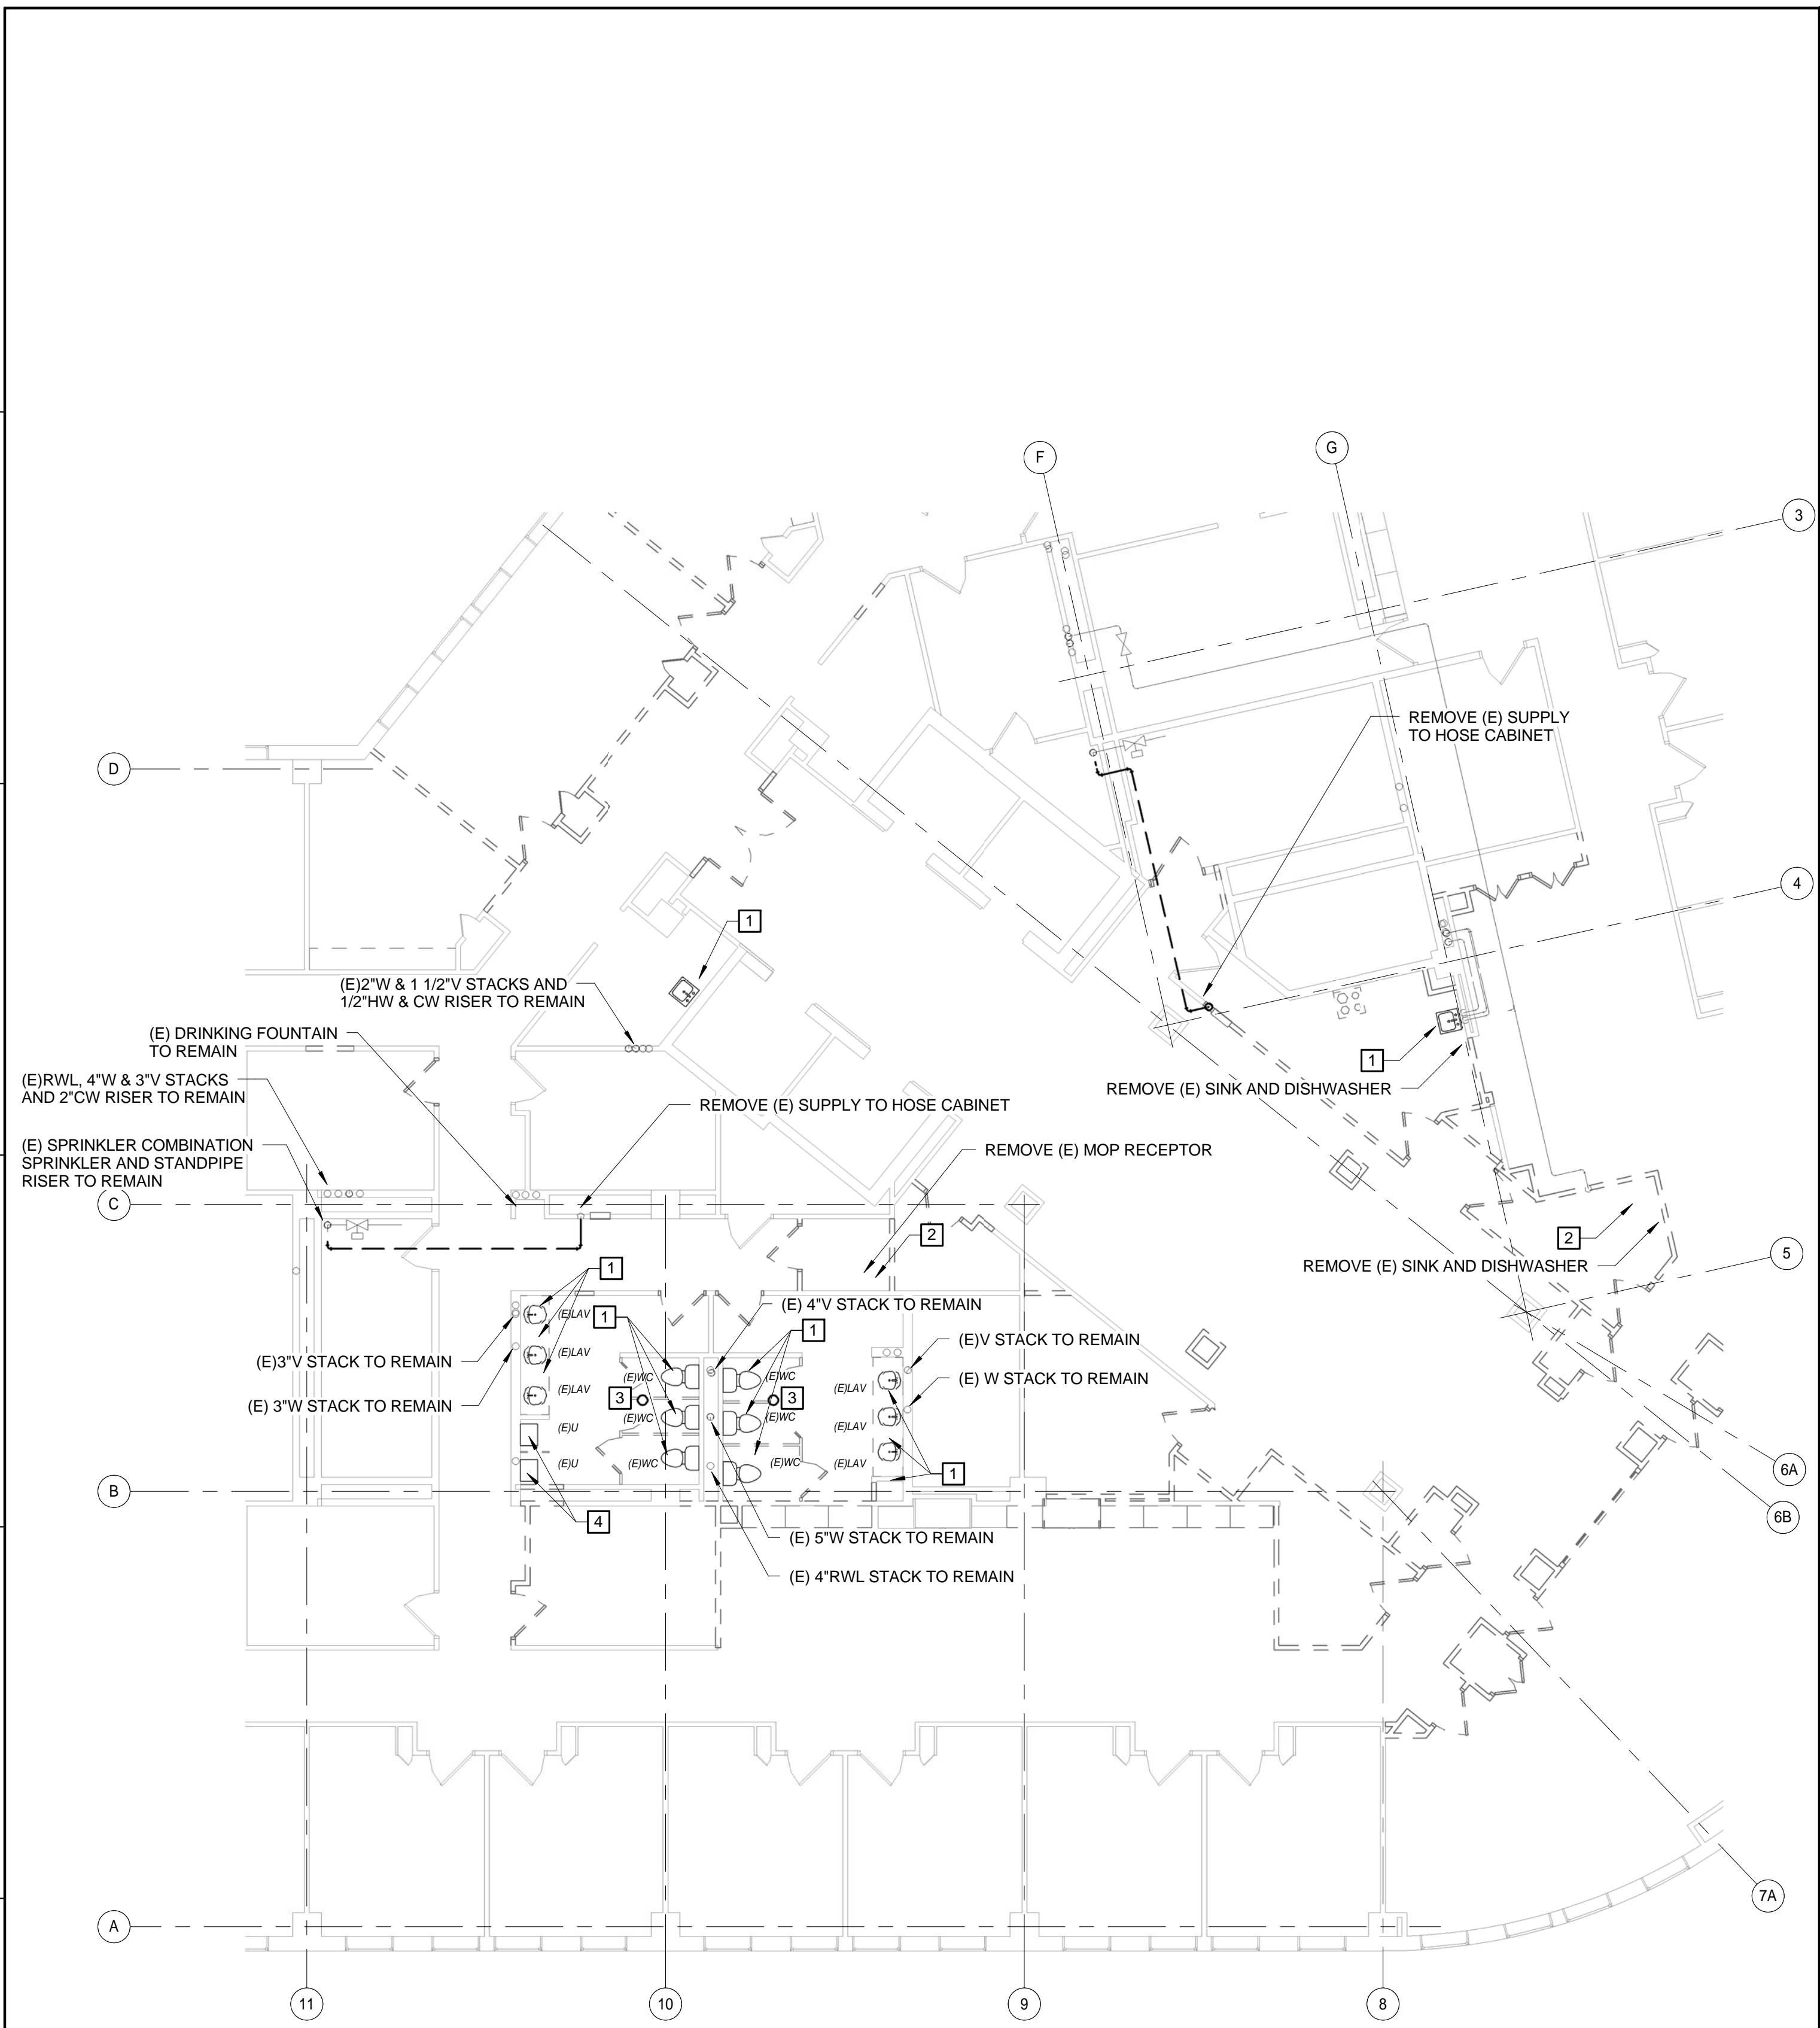 F
G
3
REMOVE (E) SUPPLY
TO HOSE CABINET
D
4
1
(E)2"W & 1 1/2"V STACKS AND
1/2"HW & CW RISER TO REMAIN
(E) DRINKING FOUNTAIN
TO REMAIN
1
(E)RWL, 4"W & 3"V STACKS
AND 2"CW RISER TO REMAIN
REMOVE (E) SINK AND DISHWASHER
REMOVE (E) SUPPLY TO HOSE CABINET
(E) SPRINKLER COMBINATION
SPRINKLER AND STANDPIPE
RISER TO REMAIN
REMOVE (E) MOP RECEPTOR
C
2
2
5
REMOVE (E) SINK AND DISHWASHER
1
(E) 4"V STACK TO REMAIN
(E)LAV
1
1
(E)V STACK TO REMAIN
(E)3"V STACK TO REMAIN
(E)LAV
(E)WC
(E)WC
(E) W STACK TO REMAIN
(E)LAV
(E)LAV
3
3
(E) 3"W STACK TO REMAIN
(E)WC
(E)WC
(E)U
(E)LAV
(E)U
(E)WC
(E)WC
(E)LAV
1
6A
B
6B
4
(E) 5"W STACK TO REMAIN
(E) 4"RWL STACK TO REMAIN
7A
A
11
10
9
8